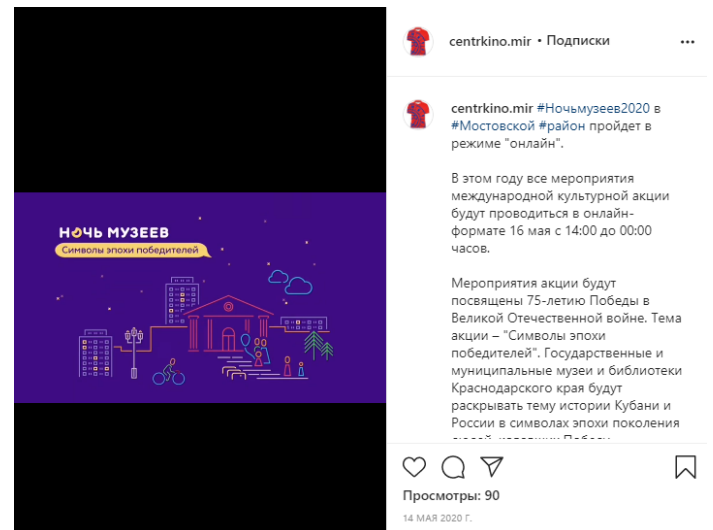 НОЧЬ МУЗЕЕВ
Символы эпохи победителей
centrkino.mir • Подписки
centrkino.mir #Ночьмузеев2020 в
#Мостовской #район пройдет в
режиме "онлайн".
В этом году все мероприятия
международной культурной акции
будут проводиться в онлайн-
формате 16 мая с 14:00 до 00:00
часов.
Мероприятия акции будут
посвящены 75-летию Победы в
Великой Отечественной войне. Тема
акции – "Символы эпохи
победителей". Государственные и
муниципальные музеи и библиотеки
Краснодарского края будут
раскрывать тему истории Кубани и
России в символах эпохи поколения
Просмотры: 90
14 МАЯ 2020 Г.